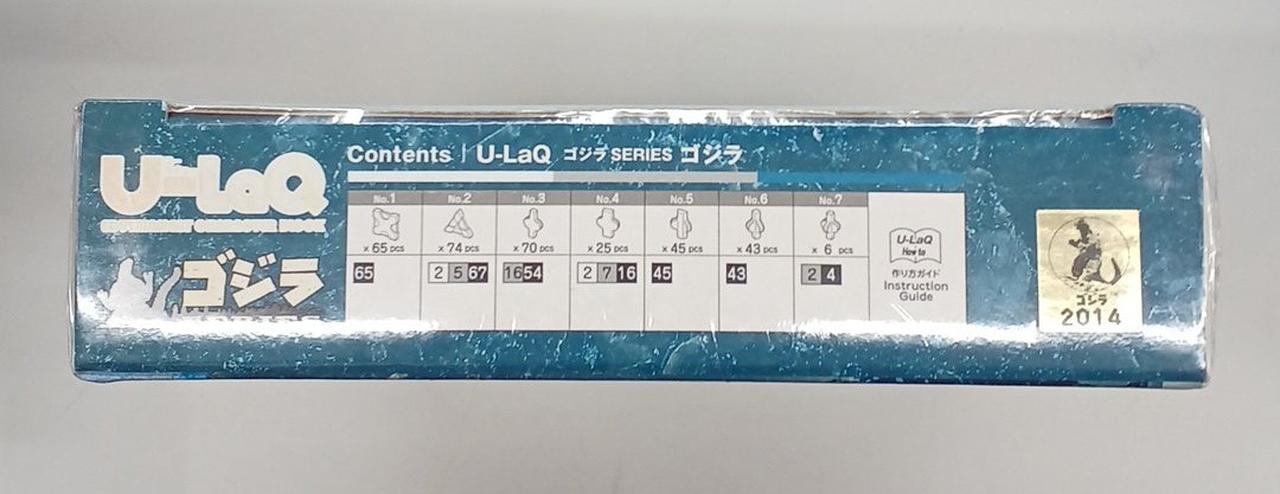 U-LaQ
ゴジラ
Contents | U-LaQ ゴジラ SERIES ゴジラ
No.1 No.2 No.3 No.4 No.5 No.6 No.7
x 65 pcs x 74 pcs x 70 pcs x 25 pcs x 45 pcs x 43 pcs x 6 pcs
65 2 5 67 16 54 2 7 16 45 43 2 4
U-LaQ
How to
作り方ガイド
Instruction
Guide
ゴジラ
2014